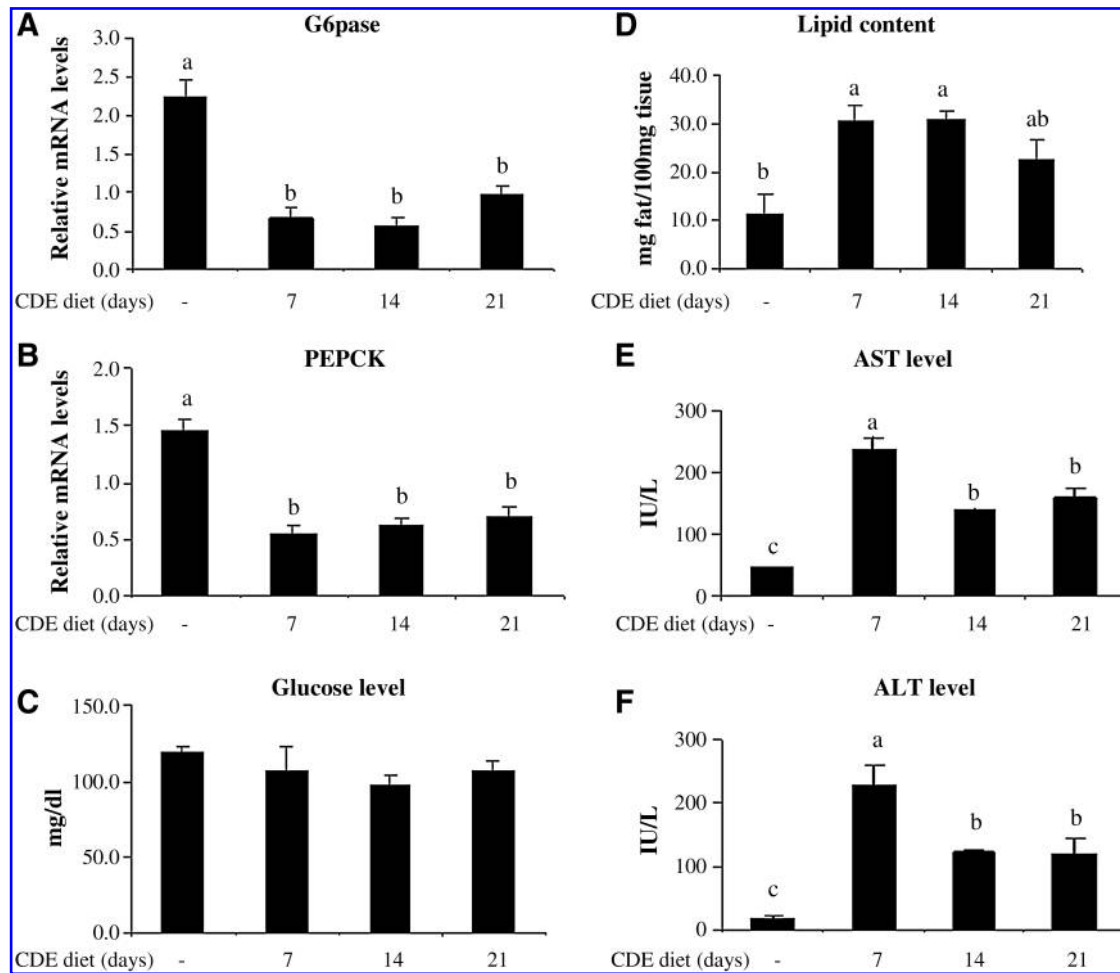 A
G6pase
Relative mRNA levels
3.0
2.5
2.0
1.5
1.0
0.5
0.0
a
b
b
b
CDE diet (days) - 7 14 21
B
PEPCK
Relative mRNA levels
2.0
1.5
1.0
0.5
0.0
a
b
b
b
CDE diet (days) - 7 14 21
C
Glucose level
mg/dl
150.0
100.0
50.0
0.0
CDE diet (days) - 7 14 21
D
Lipid content
mg fat/100mg tisue
40.0
30.0
20.0
10.0
0.0
b
a
a
ab
CDE diet (days) - 7 14 21
E
AST level
IU/L
300
200
100
0
c
a
b
b
CDE diet (days) - 7 14 21
F
ALT level
IU/L
300
200
100
0
c
a
b
b
CDE diet (days) - 7 14 21